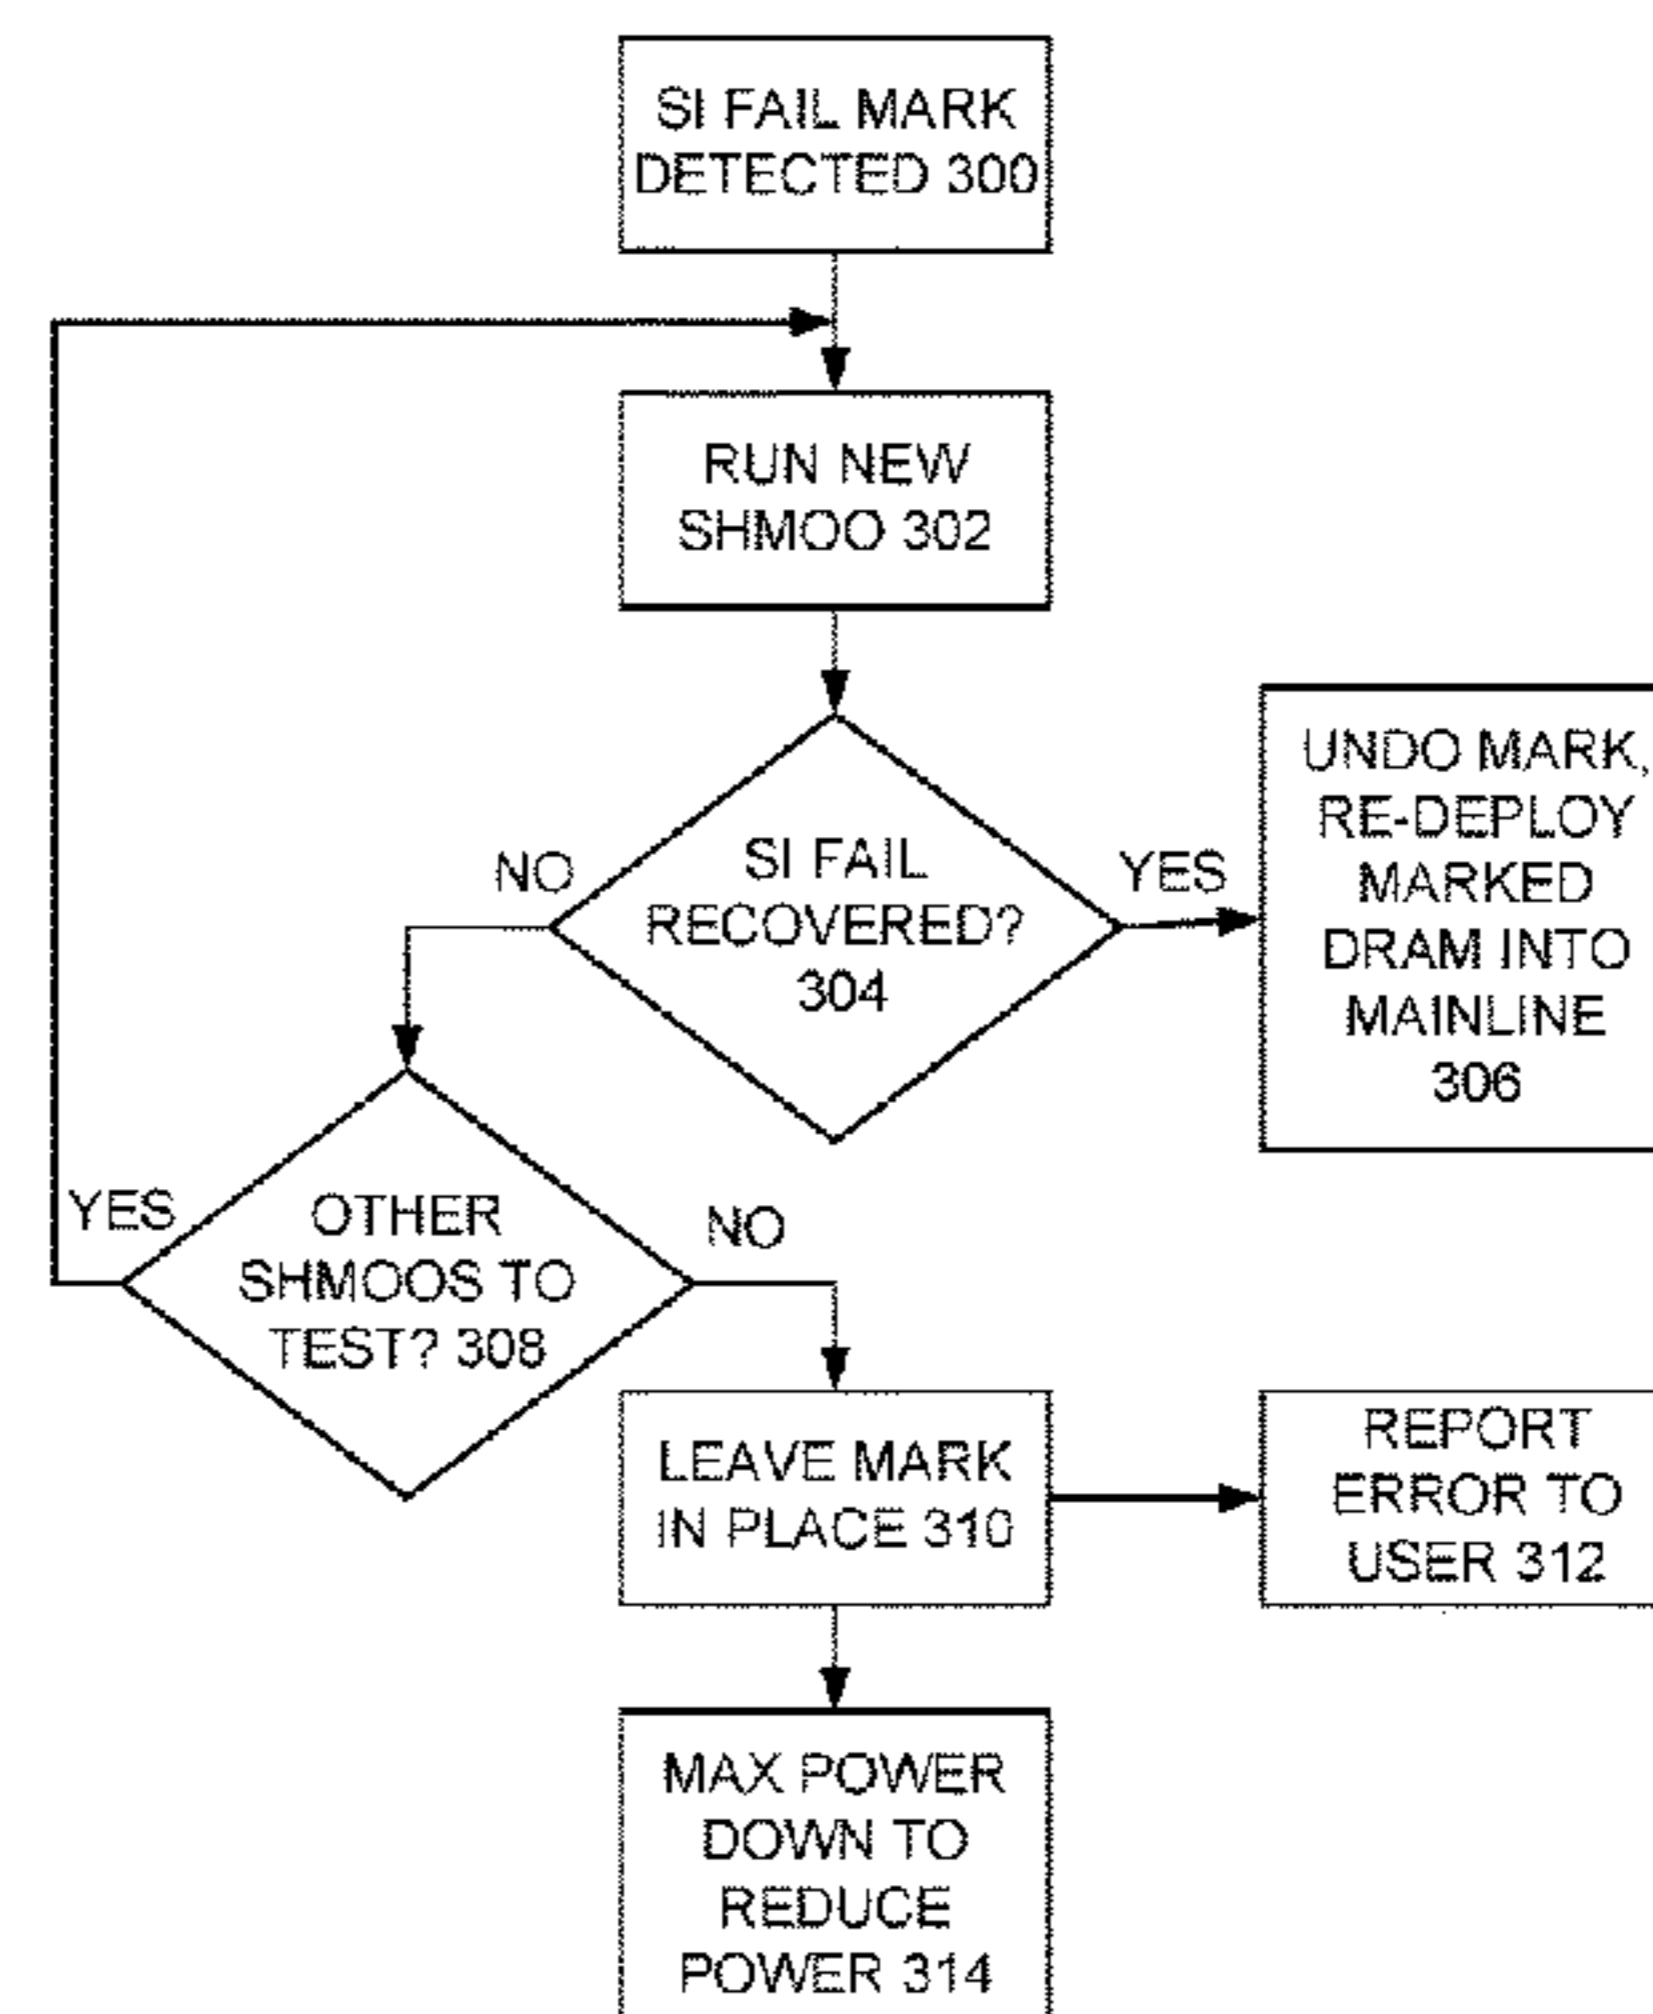 SI FAIL MARK
DETECTED 300
RUN NEW
SHMOO 302
SI FAIL
RECOVERED?
304
NO
YES
UNDO MARK,
RE-DEPLOY
MARKED
DRAM INTO
MAINLINE
306
OTHER
SHMOOS TO
TEST? 308
YES
NO
LEAVE MARK
IN PLACE 310
REPORT
ERROR TO
USER 312
MAX POWER
DOWN TO
REDUCE
POWER 314